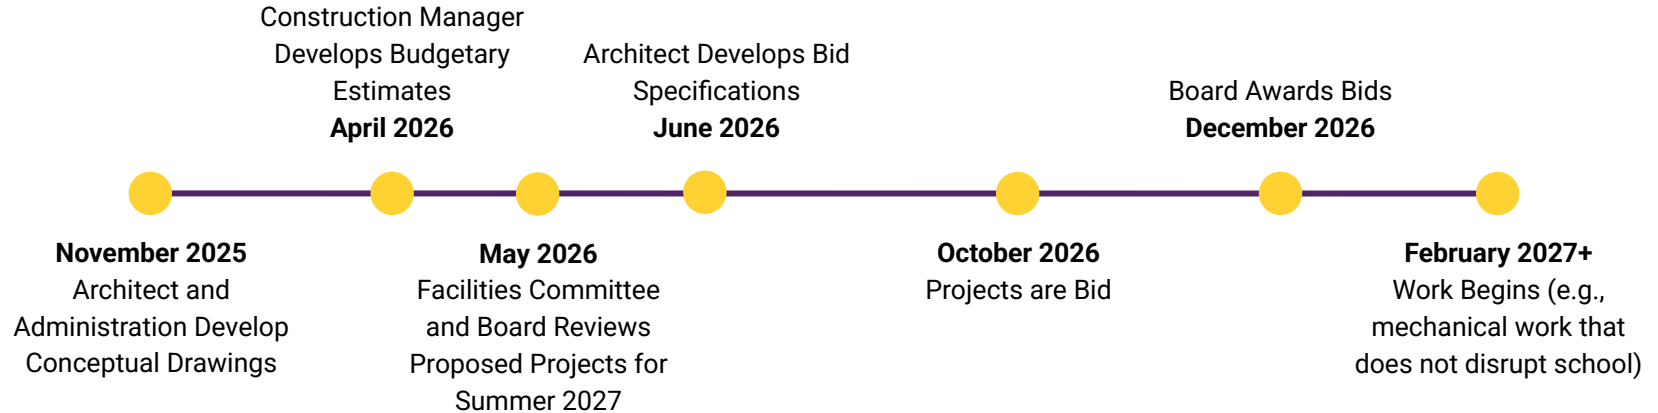 Construction Manager
Develops Budgetary
Estimates
April 2026
Architect Develops Bid
Specifications
June 2026
Board Awards Bids
December 2026
November 2025
Architect and
Administration Develop
Conceptual Drawings
May 2026
Facilities Committee
and Board Reviews
Proposed Projects for
Summer 2027
October 2026
Projects are Bid
February 2027+
Work Begins (e.g.,
mechanical work that
does not disrupt school)